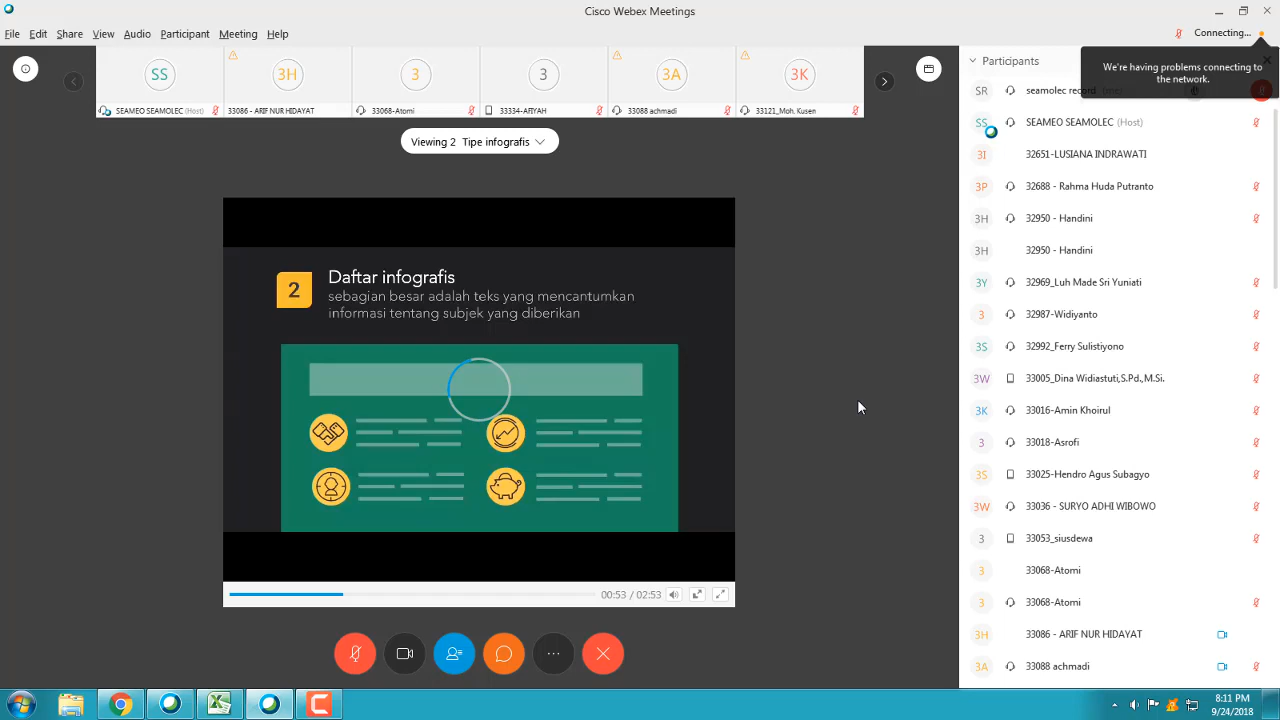 Cisco Webex Meetings
File Edit Share View Audio Participant Meeting Help
Connecting...
SS
SEAMEO SEAMOLEC (Host)
3H
33086 - ARIF NUR HIDAYAT
3
33068-Atomi
3
33334-AFIYAH
3A
33088 achmadi
3K
33121_Moh. Kusen
Viewing 2 Tipe infografis
2
Daftar infografis
sebagian besar adalah teks yang mencantumkan
informasi tentang subjek yang diberikan
00:53 / 02:53
Participants
We're having problems connecting to
the network.
SR seamolec record
SS SEAMEO SEAMOLEC (Host)
3I 32651-LUSIANA INDRAWATI
3P 32688 - Rahma Huda Putranto
3H 32950 - Handini
3H 32950 - Handini
3Y 32969_Luh Made Sri Yuniati
3 32987-Widiyanto
3S 32992_Ferry Sulistiyono
3W 33005_Dina Widiastuti,S.Pd.,M.Si.
3K 33016-Amin Khoirul
3 33018-Asrofi
3S 33025-Hendro Agus Subagyo
3W 33036 - SURYO ADHI WIBOWO
3 33053_siusdewa
3 33068-Atomi
3 33068-Atomi
3H 33086 - ARIF NUR HIDAYAT
3A 33088 achmadi
8:11 PM
9/24/2018